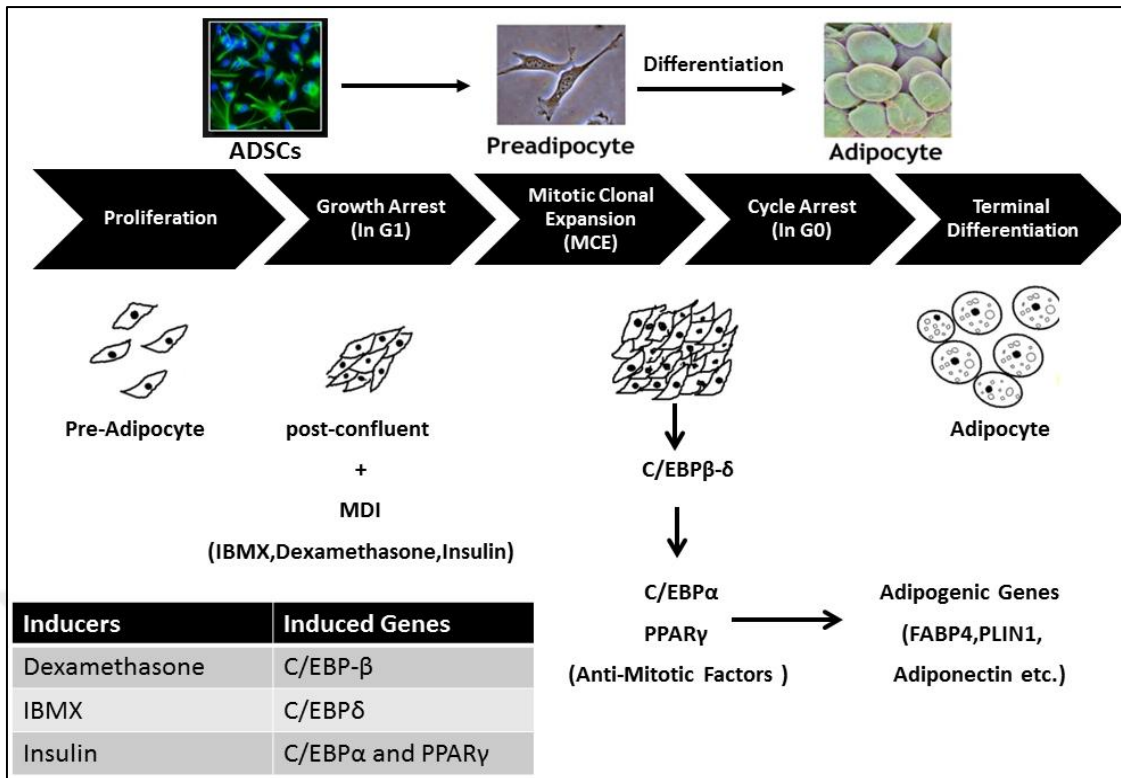 Differentiation
ADSCs
Preadipocyte
Adipocyte
Proliferation
Growth Arrest
(In G1)
Mitotic Clonal
Expansion
(MCE)
Cycle Arrest
(In G0)
Terminal
Differentiation
Pre-Adipocyte
post-confluent
+
MDI
(IBMX,Dexamethasone,Insulin)
Adipocyte
C/EBPβ-δ
C/EBPα
PPARγ
(Anti-Mitotic Factors )
Adipogenic Genes
(FABP4,PLIN1,
Adiponectin etc.)
Inducers Induced Genes
Dexamethasone C/EBP-β
IBMX C/EBPδ
Insulin C/EBPα and PPARγ